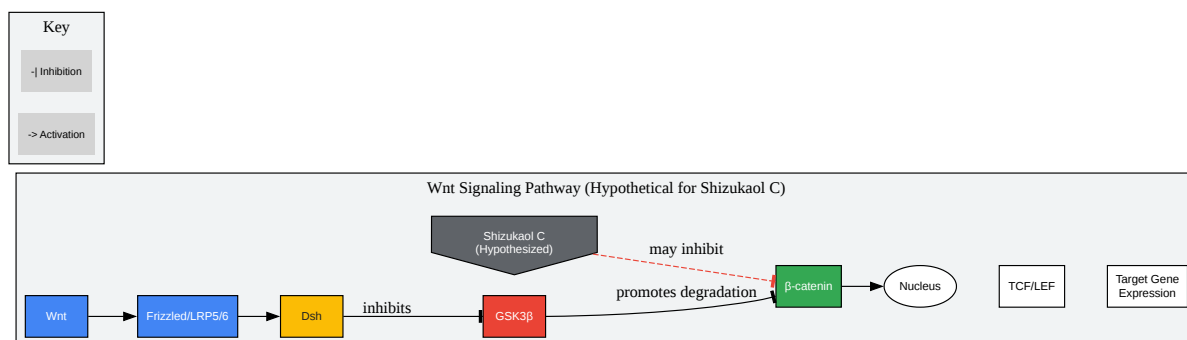 Key
-| Inhibition
-> Activation
Wnt Signaling Pathway (Hypothetical for Shizukaol C)
Shizukaol C
(Hypothesized)
may inhibit
promotes degradation
β-catenin
Nucleus
TCF/LEF
Target Gene
Expression
Wnt
Frizzled/LRP5/6
Dsh
inhibits
GSK3β